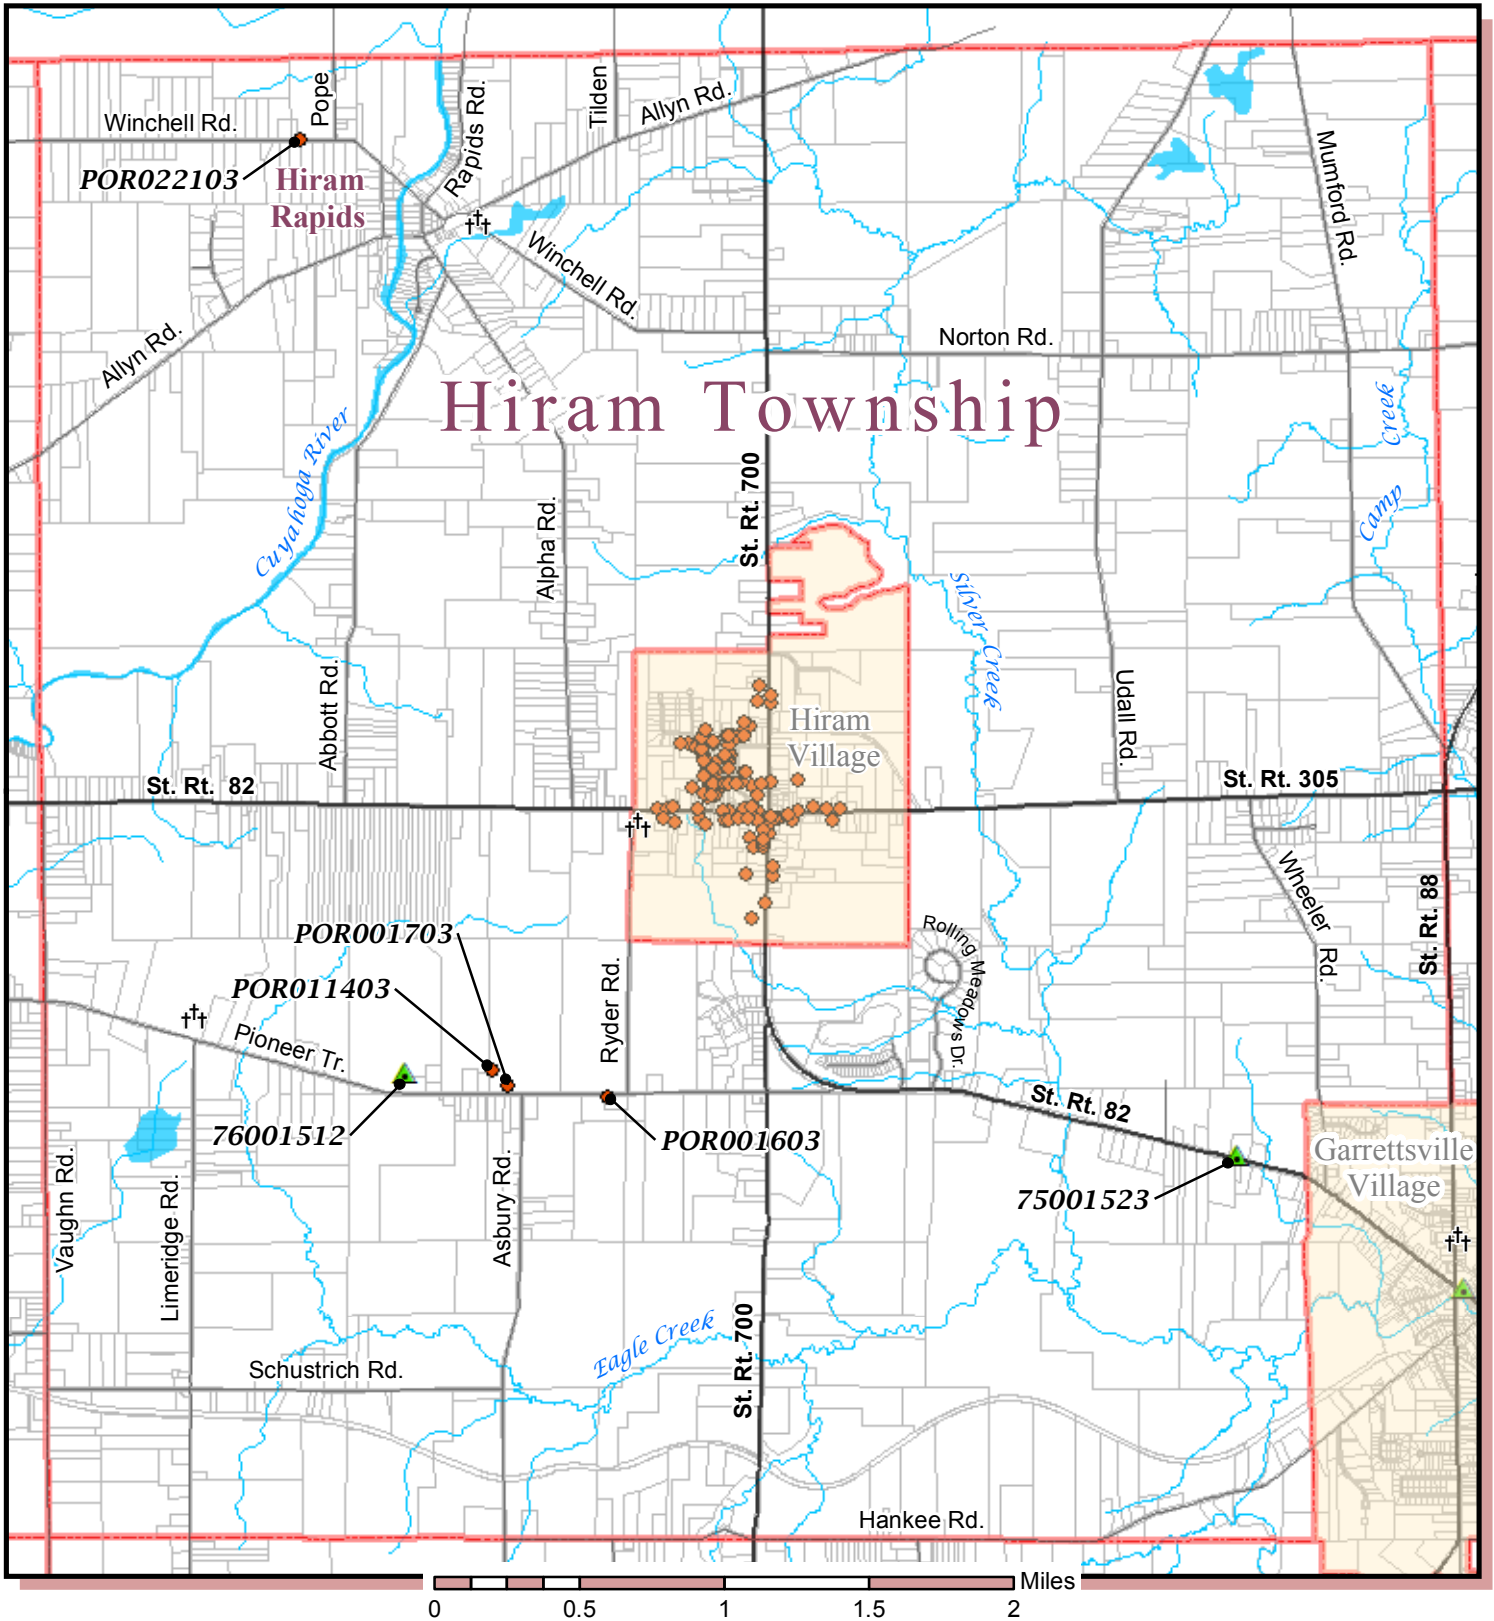 Pope
Rapids Rd.
Tilden
Allyn Rd.
Winchell Rd.
POR022103
Hiram
Rapids
Mumford Rd.
Winchell Rd.
Norton Rd.
Allyn Rd.
Hiram Township
Cuyahoga River
Camp Creek
St. Rt. 700
Alpha Rd.
Silver Creek
Abbott Rd.
Udall Rd.
Hiram
Village
St. Rt. 82
St. Rt. 305
Wheeler Rd.
St. Rt. 88
POR001703
Rolling Meadows Dr.
POR011403
Ryder Rd.
Pioneer Tr.
St. Rt. 82
76001512
POR001603
Garrettsville
Village
75001523
Vaughn Rd.
Limeridge Rd.
Asbury Rd.
Eagle Creek
St. Rt. 700
Schustrich Rd.
Hankee Rd.
Miles
0 0.5 1 1.5 2